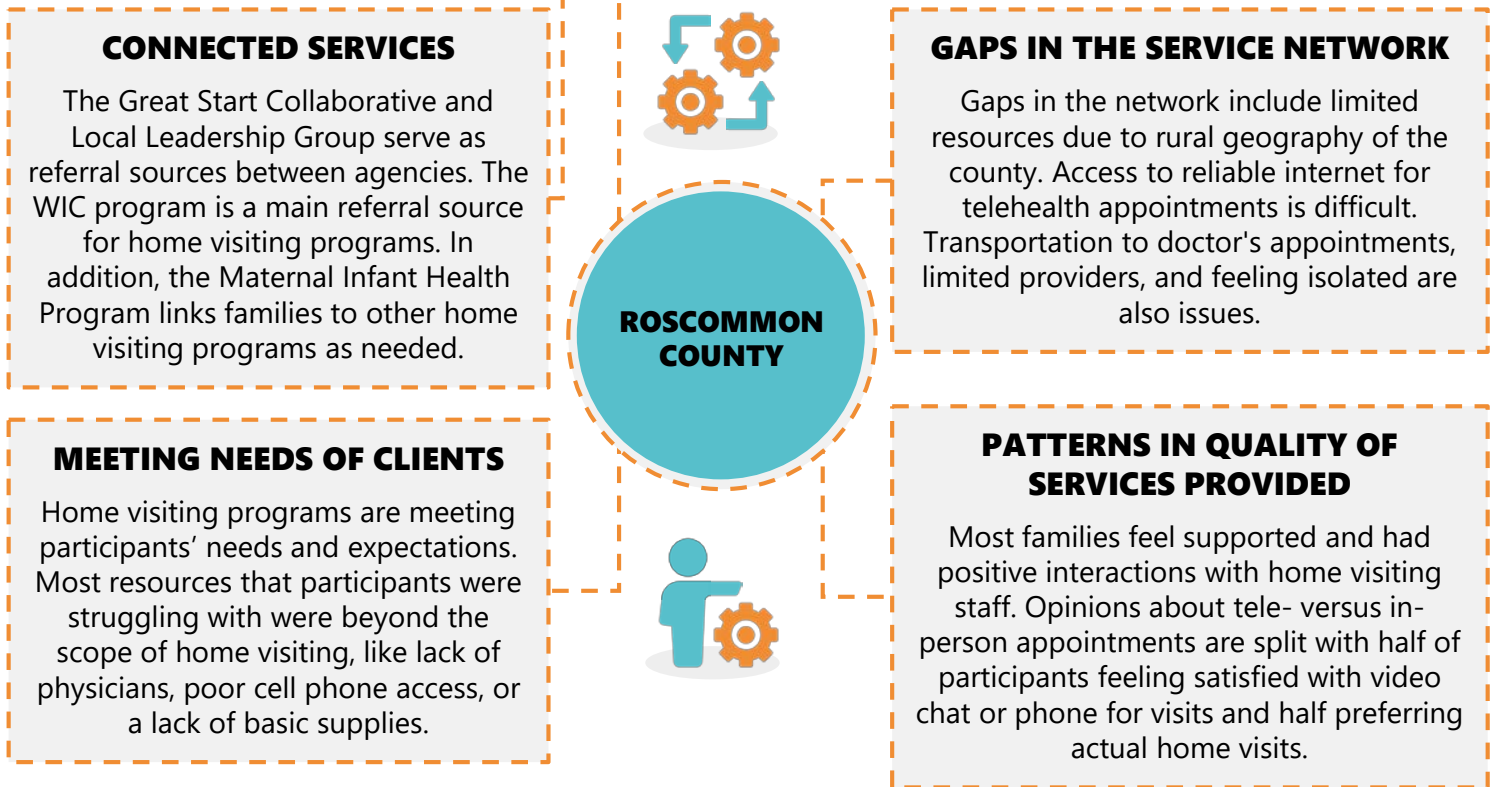 CONNECTED SERVICES
The Great Start Collaborative and
Local Leadership Group serve as
referral sources between agencies. The
WIC program is a main referral source
for home visiting programs. In
addition, the Maternal Infant Health
Program links families to other home
visiting programs as needed.
GAPS IN THE SERVICE NETWORK
Gaps in the network include limited
resources due to rural geography of the
county. Access to reliable internet for
telehealth appointments is difficult.
Transportation to doctor's appointments,
limited providers, and feeling isolated are
also issues.
ROSCOMMON
COUNTY
MEETING NEEDS OF CLIENTS
Home visiting programs are meeting
participants’ needs and expectations.
Most resources that participants were
struggling with were beyond the
scope of home visiting, like lack of
physicians, poor cell phone access, or
a lack of basic supplies.
PATTERNS IN QUALITY OF
SERVICES PROVIDED
Most families feel supported and had
positive interactions with home visiting
staff. Opinions about tele- versus in-
person appointments are split with half of
participants feeling satisfied with video
chat or phone for visits and half preferring
actual home visits.